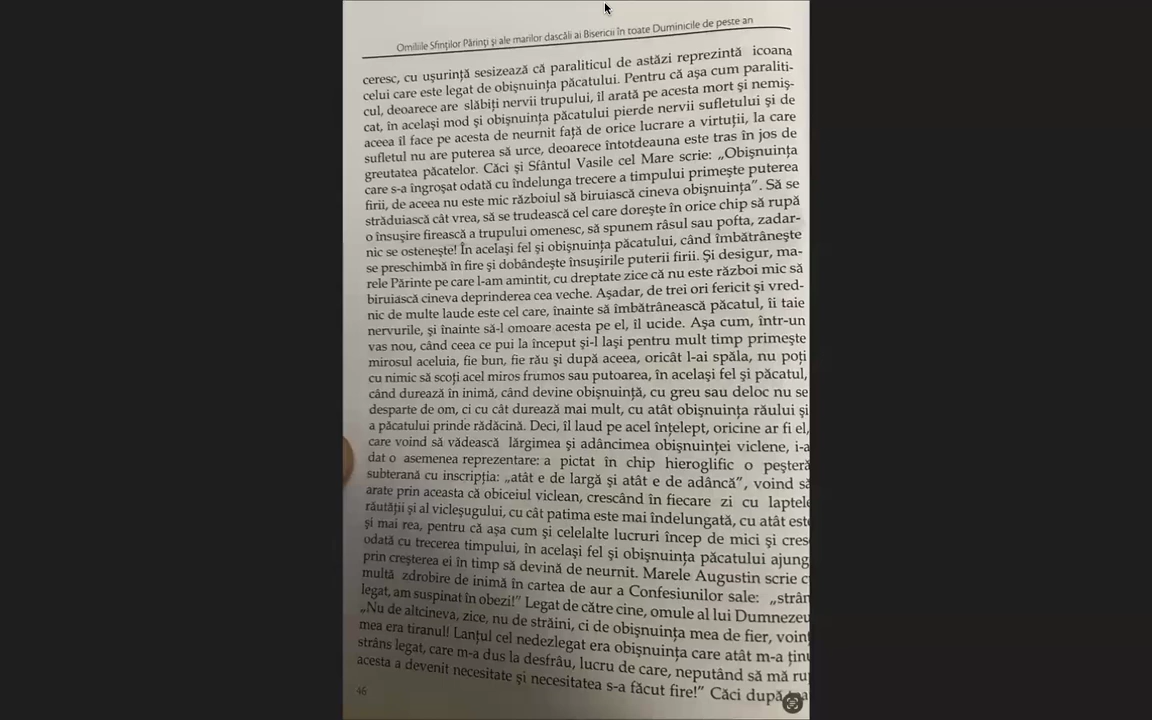 Omiliile Sfinților Părinți și ale marilor dascăli ai Bisericii în toate Duminicile de peste an
ceresc, cu ușurință sesizează că paraliticul de astăzi reprezintă icoana
celui care este legat de obișnuința păcatului. Pentru că așa cum paraliti-
cul, deoarece are slăbiți nervii trupului, îl arată pe acesta mort și nemiș-
cat, în același mod și obișnuința păcatului pierde nervii sufletului și de
aceea îl face pe acesta de neurnit față de orice lucrare a virtuții, la care
sufletul nu are puterea să urce, deoarece întotdeauna este tras în jos de
greutatea păcatelor. Căci și Sfântul Vasile cel Mare scrie: „Obișnuința
care s-a îngroșat odată cu îndelunga trecere a timpului primește puterea
firii, de aceea nu este mic războiul să biruiască cineva obișnuința”. Să se
străduiască cât vrea, să se trudească cel care dorește în orice chip să rupă
o însușire firească a trupului omenesc, să spunem râsul sau pofta, zadar-
nic se ostenește! În același fel și obișnuința păcatului, când îmbătrânește
se preschimbă în fire și dobândește însușirile puterii firii. Și desigur, ma-
rele Părinte pe care l-am amintit, cu dreptate zice că nu este război mic să
biruiască cineva deprinderea cea veche. Așadar, de trei ori fericit și vred-
nic de multe laude este cel care, înainte să îmbătrânească păcatul, îi taie
nervurile, și înainte să-l omoare acesta pe el, îl ucide. Așa cum, într-un
vas nou, când ceea ce pui la început și-l lași pentru mult timp primește
mirosul aceluia, fie bun, fie rău și după aceea, oricât l-ai spăla, nu poți
cu nimic să scoți acel miros frumos sau putoarea, în același fel și păcatul,
când durează în inimă, când devine obișnuință, cu greu sau deloc nu se
desparte de om, ci cu cât durează mai mult, cu atât obișnuința răului și
a păcatului prinde rădăcină. Deci, îl laud pe acel înțelept, oricine ar fi el,
care voind să vădească lărgimea și adâncimea obișnuinței viclene, i-a
dat o asemenea reprezentare: a pictat în chip hieroglific o peșteră
subterană cu inscripția: „atât e de largă și atât e de adâncă”, voind să
arate prin aceasta că obiceiul viclean, crescând în fiecare zi cu laptele
răutății și al vicleșugului, cu cât patima este mai îndelungată, cu atât este
și mai rea, pentru că așa cum și celelalte lucruri încep de mici și cresc
odată cu trecerea timpului, în același fel și obișnuința păcatului ajung
prin creșterea ei în timp să devină de neurnit. Marele Augustin scrie c
multă zdrobire de inimă în cartea de aur a Confesiunilor sale: „strân
legat, am suspinat în obezi!” Legat de către cine, omule al lui Dumnezeu
„Nu de altcineva, zice, nu de străini, ci de obișnuința mea de fier, voinț
mea era tiranul! Lanțul cel nedezlegat era obișnuința care atât m-a ținu
strâns legat, care m-a dus la desfrâu, lucru de care, neputând să mă ru
acesta a devenit necesitate și necesitatea s-a făcut fire!” Căci după
46